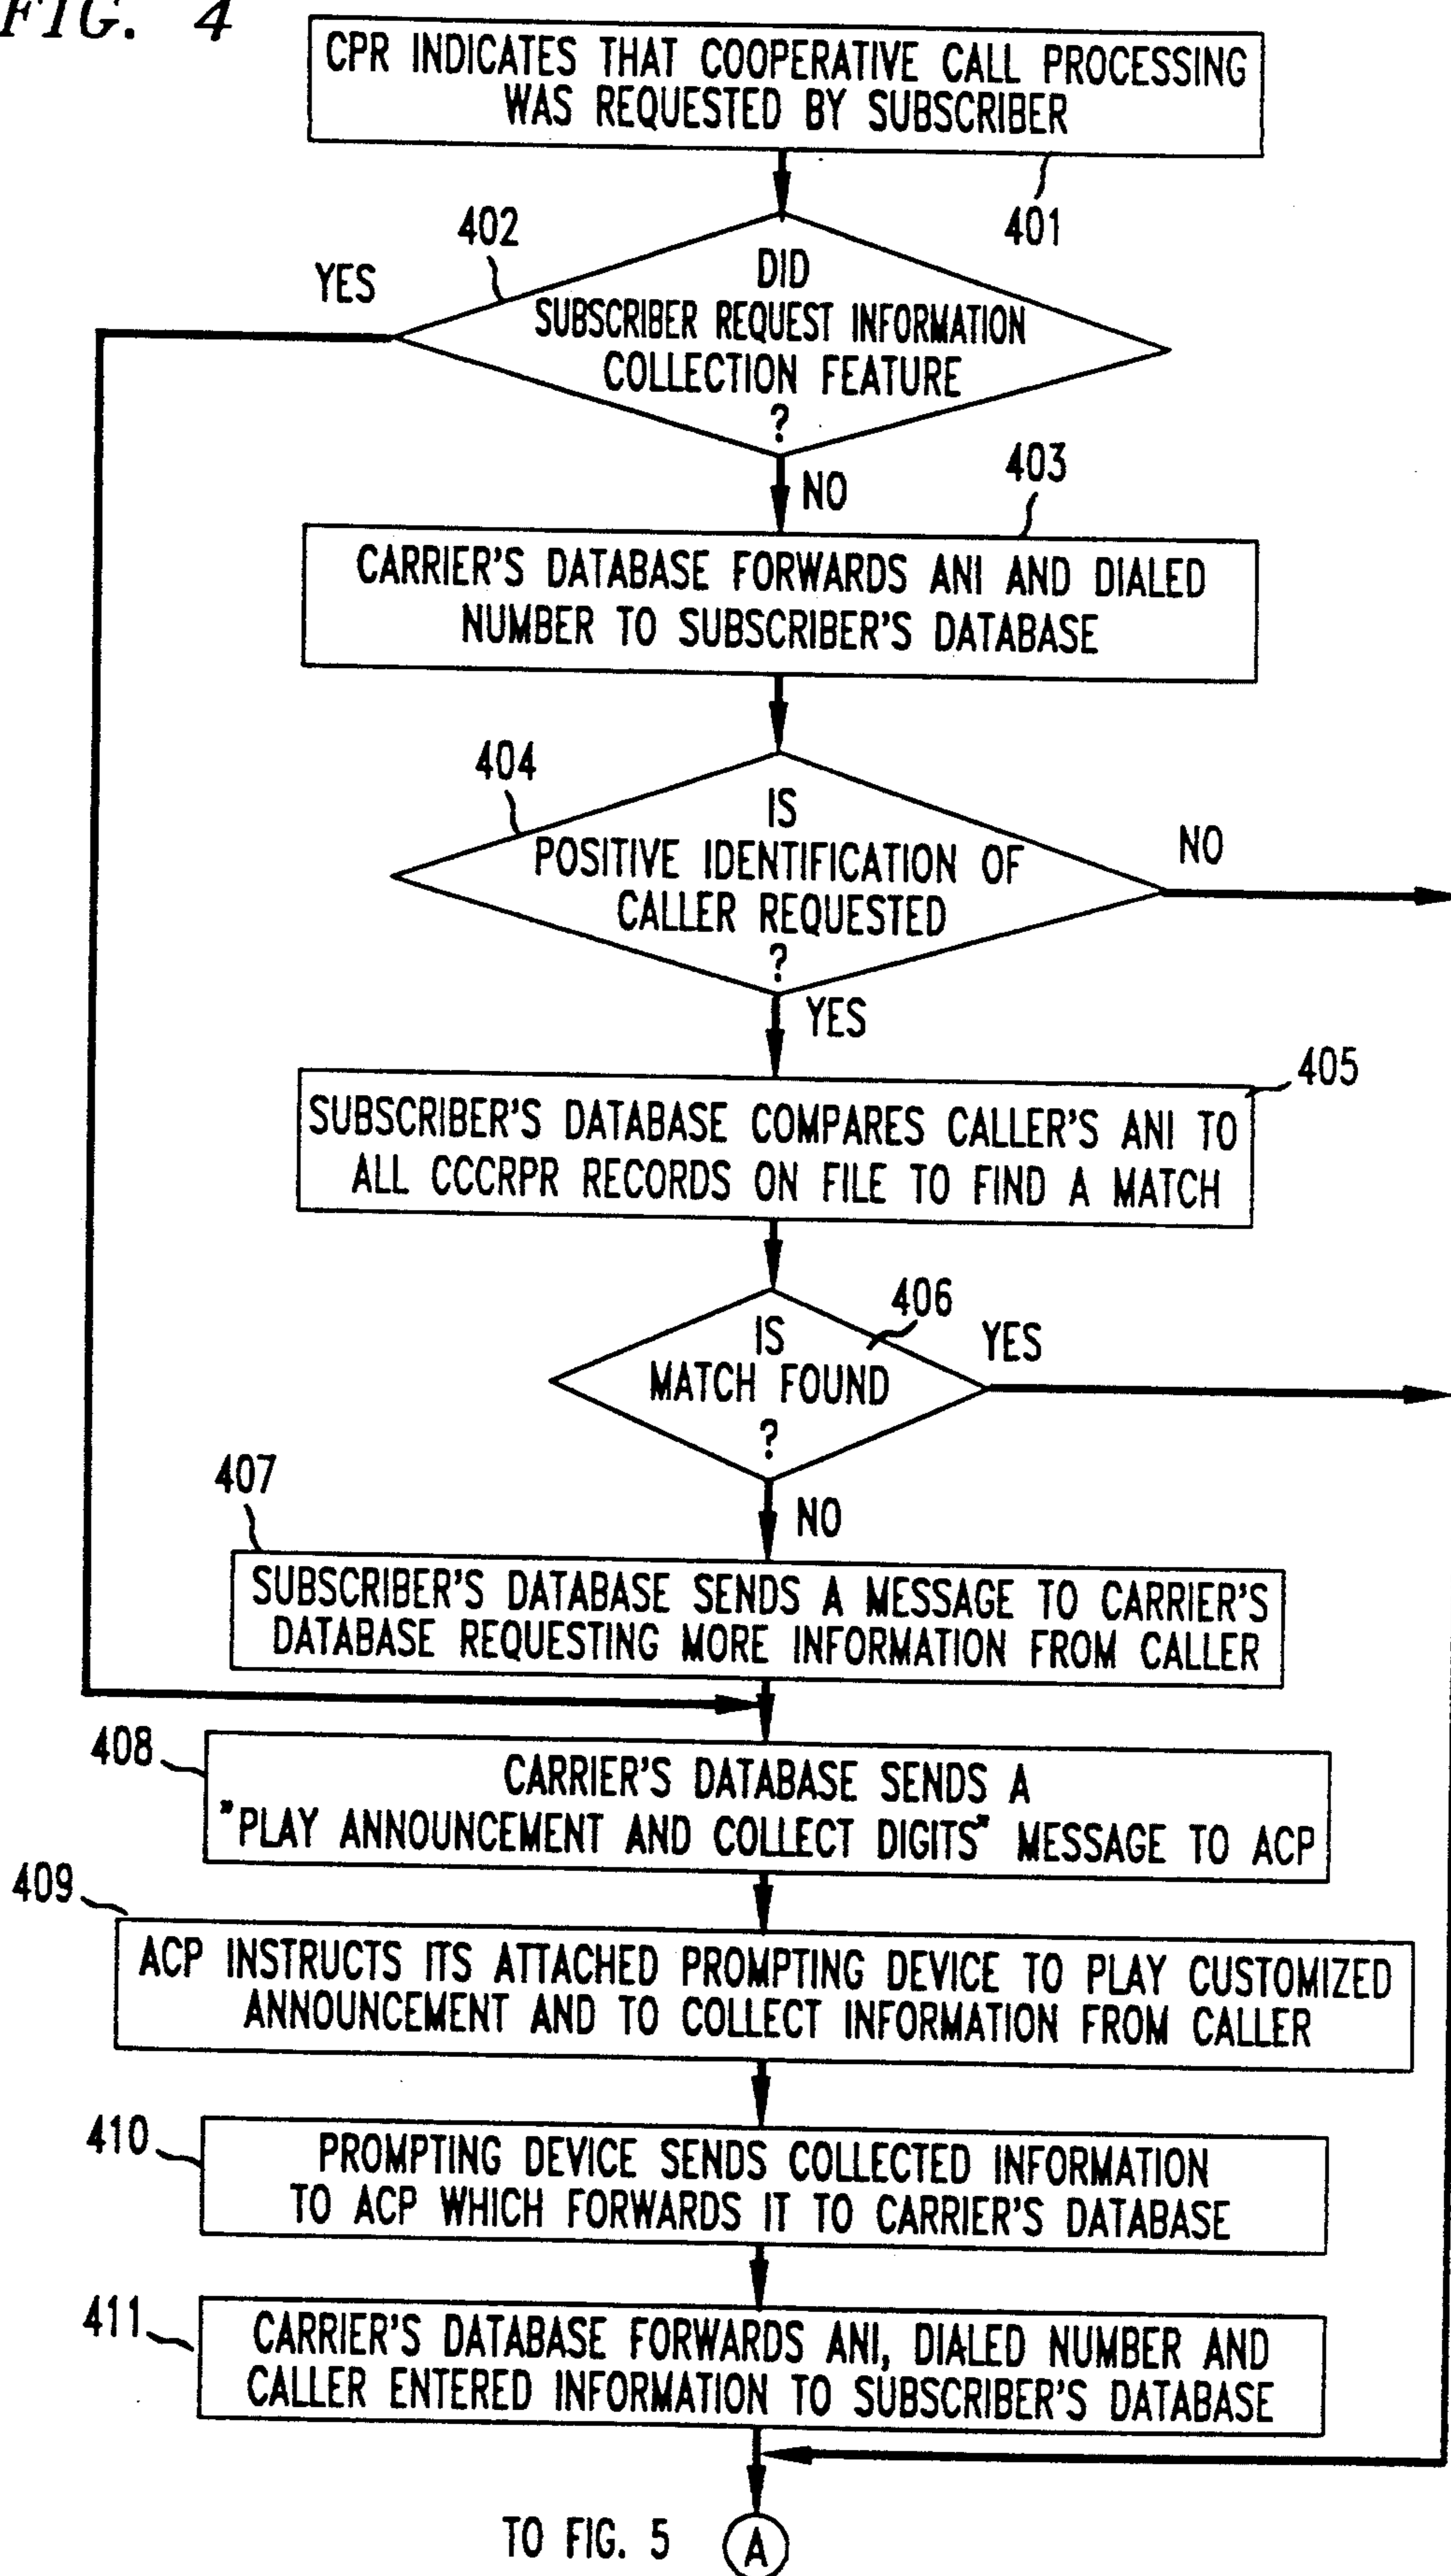 FIG. 4
CPR INDICATES THAT COOPERATIVE CALL PROCESSING
WAS REQUESTED BY SUBSCRIBER
401
402
YES
DID
SUBSCRIBER REQUEST INFORMATION
COLLECTION FEATURE
?
NO
403
CARRIER'S DATABASE FORWARDS ANI AND DIALED
NUMBER TO SUBSCRIBER'S DATABASE
404
IS
POSITIVE IDENTIFICATION OF
CALLER REQUESTED
?
NO
YES
405
SUBSCRIBER'S DATABASE COMPARES CALLER'S ANI TO
ALL CCCRPR RECORDS ON FILE TO FIND A MATCH
406
IS
MATCH FOUND
?
YES
NO
407
SUBSCRIBER'S DATABASE SENDS A MESSAGE TO CARRIER'S
DATABASE REQUESTING MORE INFORMATION FROM CALLER
408
CARRIER'S DATABASE SENDS A
"PLAY ANNOUNCEMENT AND COLLECT DIGITS" MESSAGE TO ACP
409
ACP INSTRUCTS ITS ATTACHED PROMPTING DEVICE TO PLAY CUSTOMIZED
ANNOUNCEMENT AND TO COLLECT INFORMATION FROM CALLER
410
PROMPTING DEVICE SENDS COLLECTED INFORMATION
TO ACP WHICH FORWARDS IT TO CARRIER'S DATABASE
411
CARRIER'S DATABASE FORWARDS ANI, DIALED NUMBER AND
CALLER ENTERED INFORMATION TO SUBSCRIBER'S DATABASE
TO FIG. 5 A